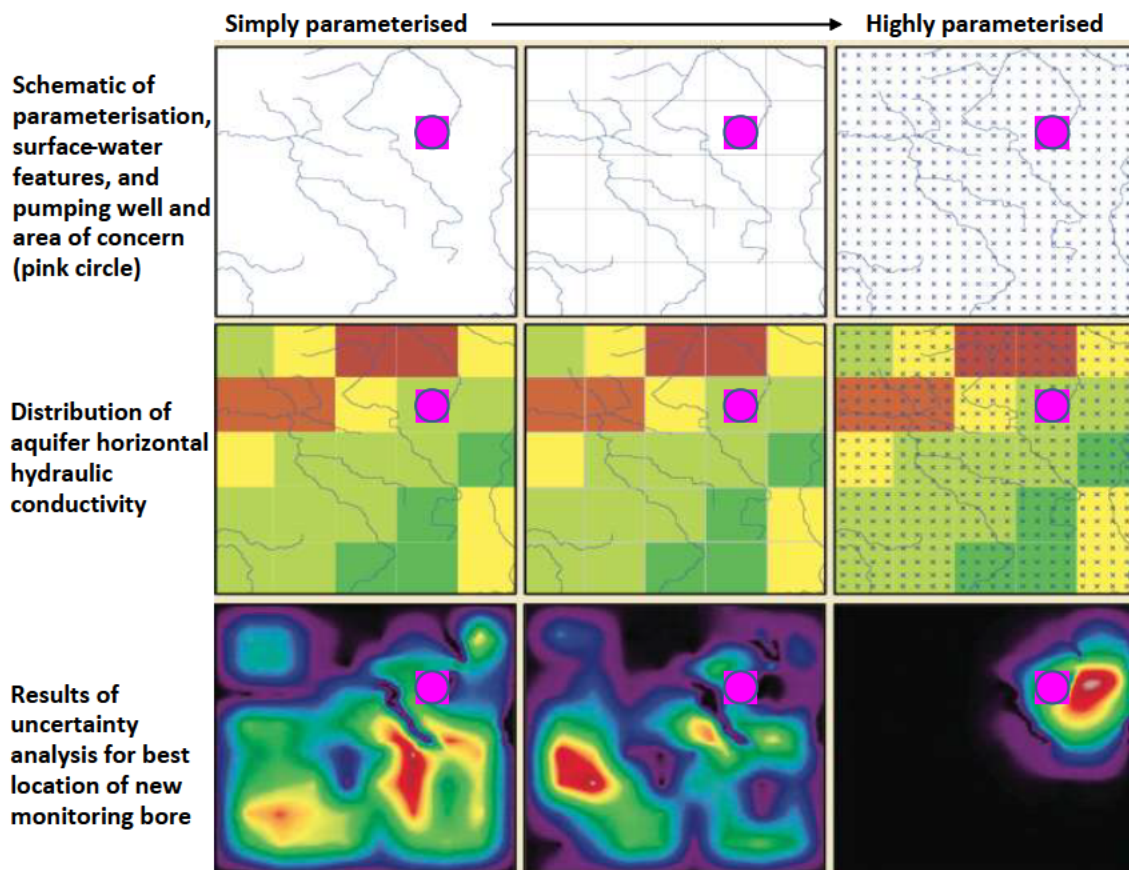 Simply parameterised
Highly parameterised
Schematic of
parameterisation,
surface-water
features, and
pumping well and
area of concern
(pink circle)
Distribution of
aquifer horizontal
hydraulic
conductivity
Results of
uncertainty
analysis for best
location of new
monitoring bore